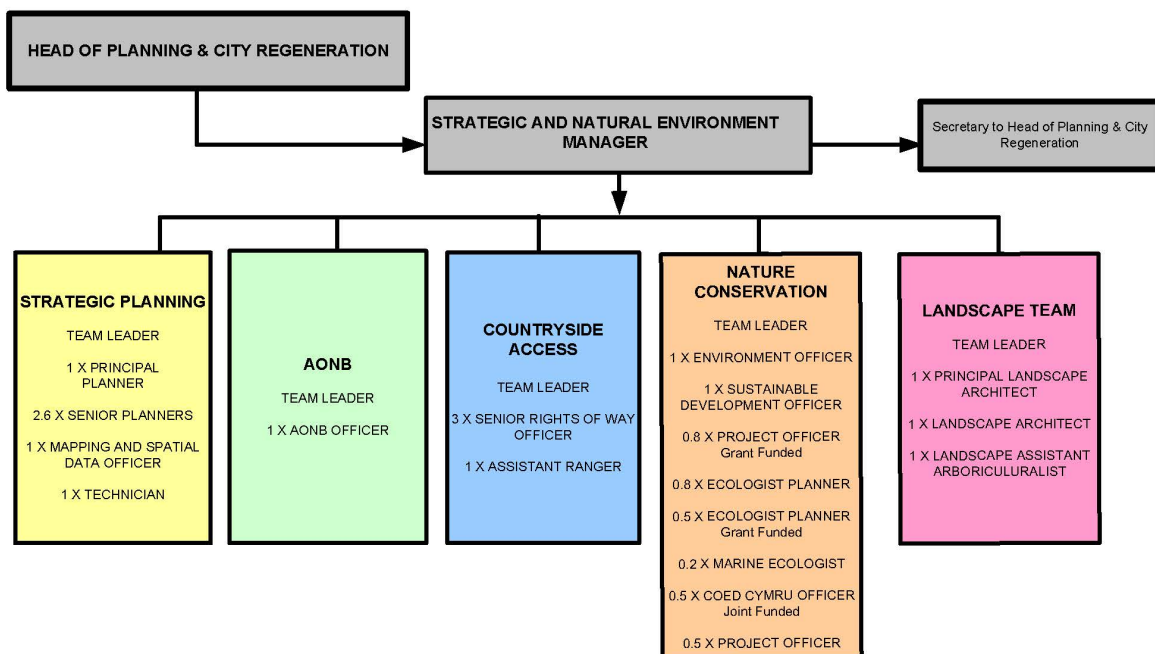 HEAD OF PLANNING & CITY REGENERATION
STRATEGIC AND NATURAL ENVIRONMENT
MANAGER
Secretary to Head of Planning & City
Regeneration
STRATEGIC PLANNING
TEAM LEADER
1 X PRINCIPAL
PLANNER
2.6 X SENIOR PLANNERS
1 X MAPPING AND SPATIAL
DATA OFFICER
1 X TECHNICIAN
AONB
TEAM LEADER
1 X AONB OFFICER
COUNTRYSIDE
ACCESS
TEAM LEADER
3 X SENIOR RIGHTS OF WAY
OFFICER
1 X ASSISTANT RANGER
NATURE
CONSERVATION
TEAM LEADER
1 X ENVIRONMENT OFFICER
1 X SUSTAINABLE
DEVELOPMENT OFFICER
0.8 X PROJECT OFFICER
Grant Funded
0.8 X ECOLOGIST PLANNER
0.5 X ECOLOGIST PLANNER
Grant Funded
0.2 X MARINE ECOLOGIST
0.5 X COED CYMRU OFFICER
Joint Funded
0.5 X PROJECT OFFICER
LANDSCAPE TEAM
TEAM LEADER
1 X PRINCIPAL LANDSCAPE
ARCHITECT
1 X LANDSCAPE ARCHITECT
1 X LANDSCAPE ASSISTANT
ARBORICULURALIST